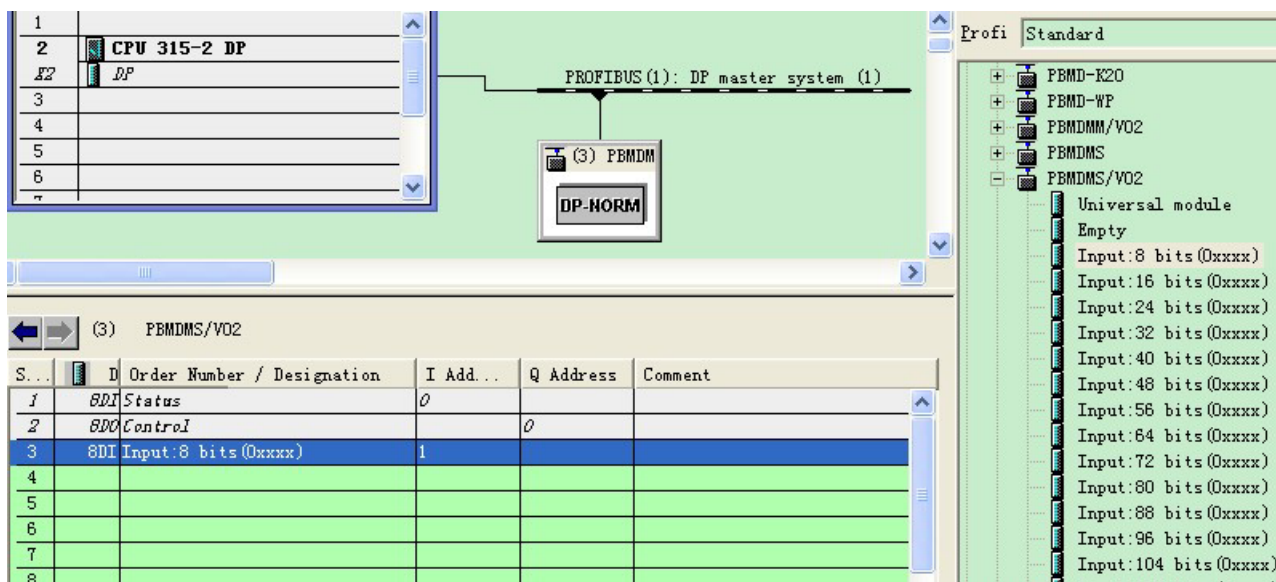 1
2 CPU 315-2 DP
X2 DP
3
4
5
6
7
PROFIBUS(1): DP master system (1)
(3) PBMDM
DP-NORM
(3) PBMDMS/VO2
S... D Order Number / Designation I Add... Q Address Comment
1 8DI Status 0
2 8DO Control 0
3 8DI Input:8 bits(0xxxx) 1
4
5
6
7
8
Profi Standard
PBMD-K20
PBMD-WP
PBMDMM/VO2
PBMDMS
PBMDMS/VO2
Universal module
Empty
Input:8 bits(0xxxx)
Input:16 bits(0xxxx)
Input:24 bits(0xxxx)
Input:32 bits(0xxxx)
Input:40 bits(0xxxx)
Input:48 bits(0xxxx)
Input:56 bits(0xxxx)
Input:64 bits(0xxxx)
Input:72 bits(0xxxx)
Input:80 bits(0xxxx)
Input:88 bits(0xxxx)
Input:96 bits(0xxxx)
Input:104 bits(0xxxx)